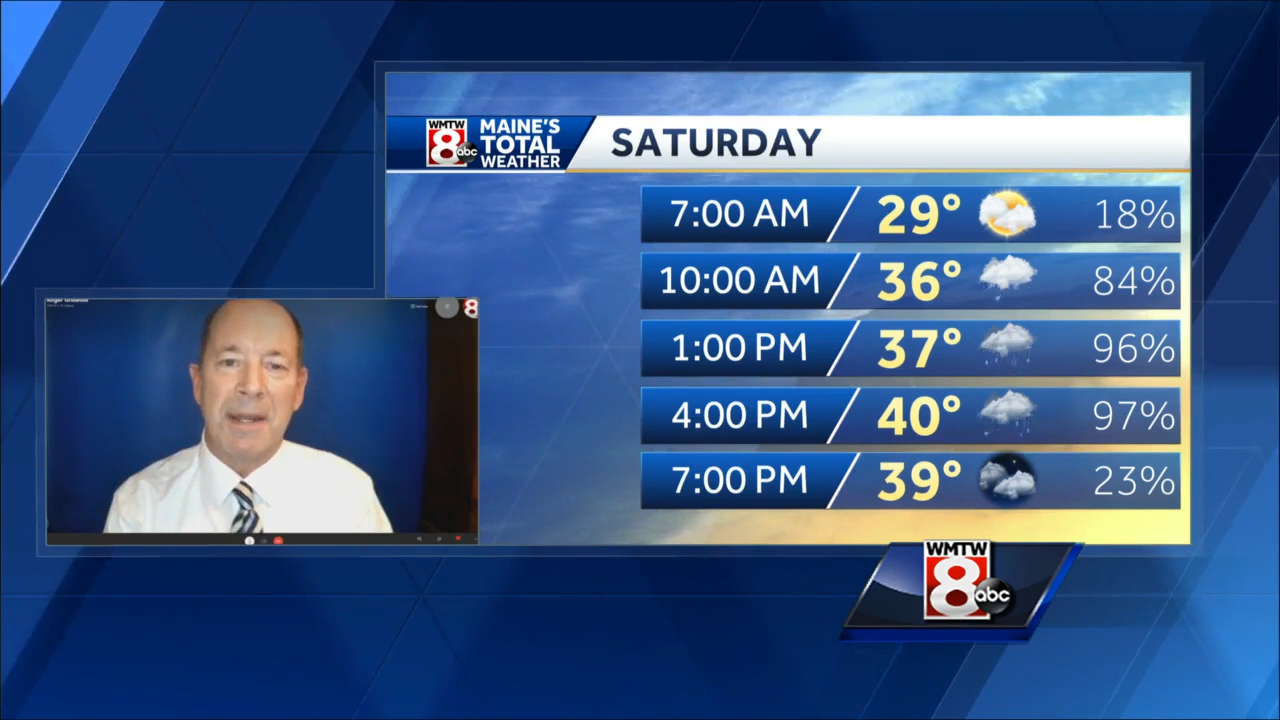 WMTW
8
abc
MAINE'S
TOTAL
WEATHER
SATURDAY
7:00 AM 29° 18%
10:00 AM 36° 84%
1:00 PM 37° 96%
4:00 PM 40° 97%
7:00 PM 39° 23%
8
WMTW
8
abc